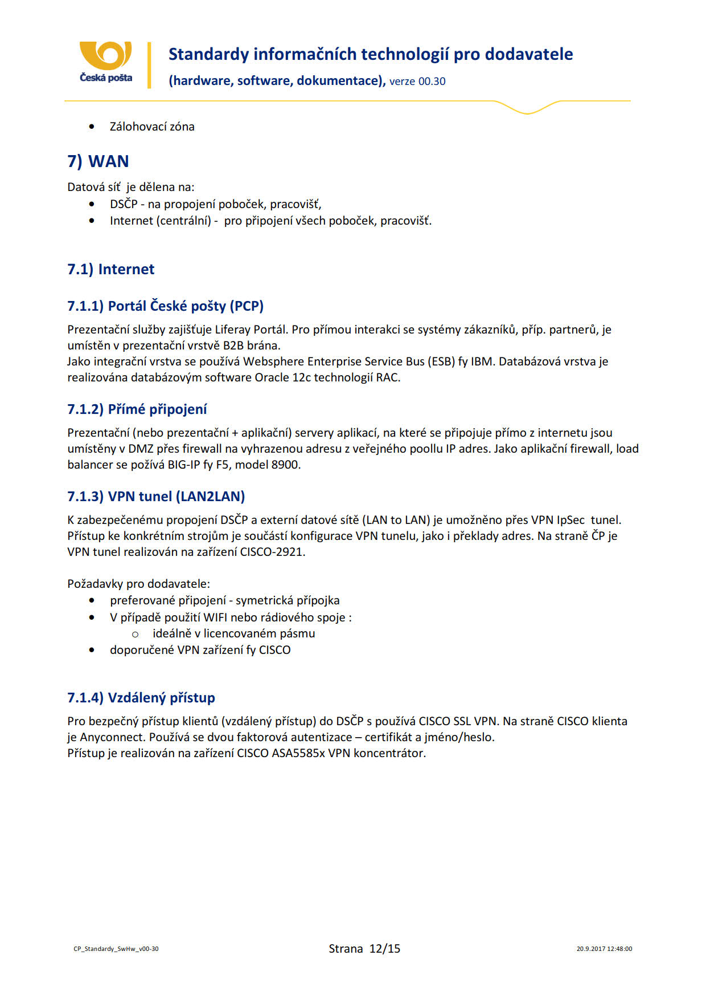 Česká pošta
Standardy informačních technologií pro dodavatele
(hardware, software, dokumentace), verze 00.30
• Zálohovací zóna
7) WAN
Datová síť je dělena na:
• DSČP - na propojení poboček, pracovišť,
• Internet (centrální) - pro připojení všech poboček, pracovišť.
7.1) Internet
7.1.1) Portál České pošty (PCP)
Prezentační služby zajišťuje Liferay Portál. Pro přímou interakci se systémy zákazníků, příp. partnerů, je
umístěn v prezentační vrstvě B2B brána.
Jako integrační vrstva se používá Websphere Enterprise Service Bus (ESB) fy IBM. Databázová vrstva je
realizována databázovým software Oracle 12c technologií RAC.
7.1.2) Přímé připojení
Prezentační (nebo prezentační + aplikační) servery aplikací, na které se připojuje přímo z internetu jsou
umístěny v DMZ přes firewall na vyhrazenou adresu z veřejného poollu IP adres. Jako aplikační firewall, load
balancer se požívá BIG-IP fy F5, model 8900.
7.1.3) VPN tunel (LAN2LAN)
K zabezpečenému propojení DSČP a externí datové sítě (LAN to LAN) je umožněno přes VPN IpSec tunel.
Přístup ke konkrétním strojům je součástí konfigurace VPN tunelu, jako i překlady adres. Na straně ČP je
VPN tunel realizován na zařízení CISCO-2921.
Požadavky pro dodavatele:
• preferované připojení - symetrická přípojka
• V případě použití WIFI nebo rádiového spoje :
o ideálně v licencovaném pásmu
• doporučené VPN zařízení fy CISCO
7.1.4) Vzdálený přístup
Pro bezpečný přístup klientů (vzdálený přístup) do DSČP s používá CISCO SSL VPN. Na straně CISCO klienta
je Anyconnect. Používá se dvou faktorová autentizace – certifikát a jméno/heslo.
Přístup je realizován na zařízení CISCO ASA5585x VPN koncentrátor.
CP_Standardy_SwHw_v00-30 Strana 12/15 20.9.2017 12:48:00